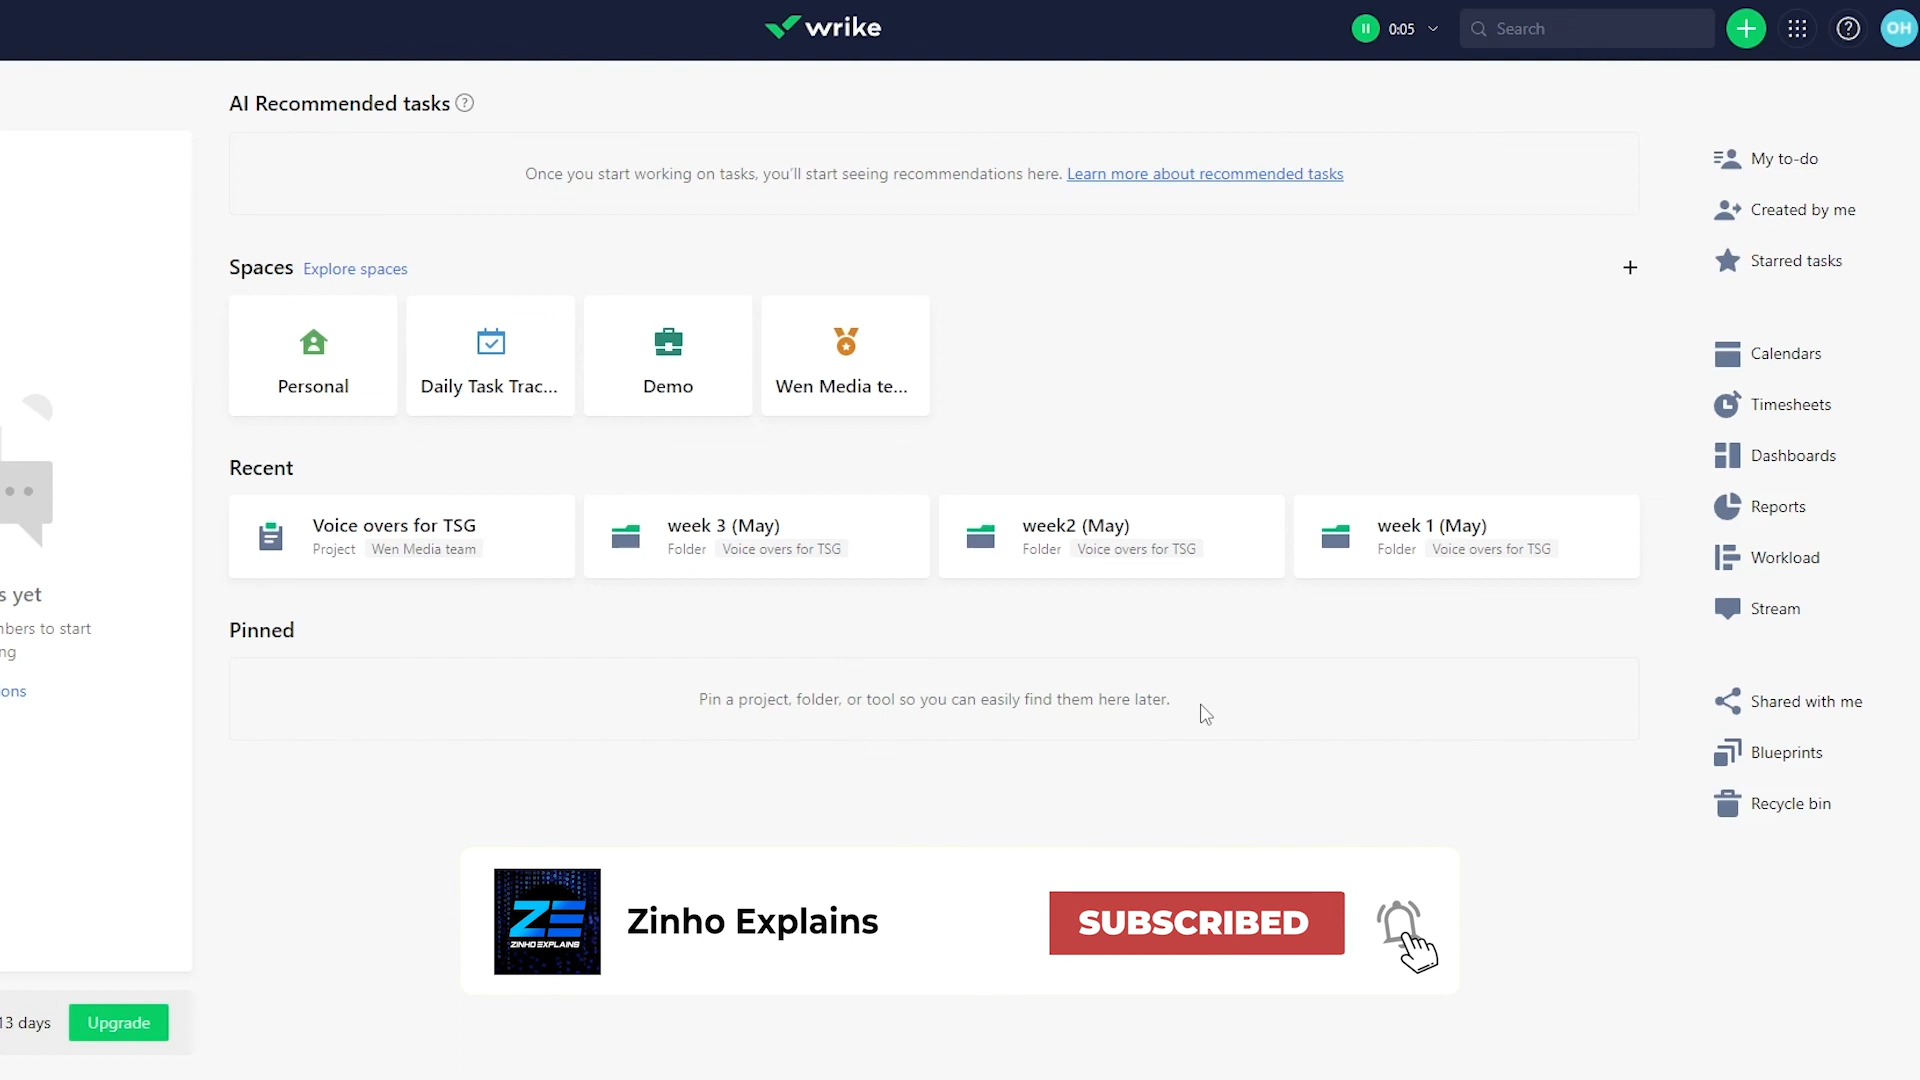 wrike
0:05
Search
OH
AI Recommended tasks ?
Once you start working on tasks, you'll start seeing recommendations here. Learn more about recommended tasks
Spaces Explore spaces
+
Personal
Daily Task Trac...
Demo
Wen Media te...
Recent
Voice overs for TSG
Project Wen Media team
week 3 (May)
Folder Voice overs for TSG
week2 (May)
Folder Voice overs for TSG
week 1 (May)
Folder Voice overs for TSG
Pinned
Pin a project, folder, or tool so you can easily find them here later.
My to-do
Created by me
Starred tasks
Calendars
Timesheets
Dashboards
Reports
Workload
Stream
Shared with me
Blueprints
Recycle bin
s yet
nbers to start
ng
ons
13 days
Upgrade
ZE
ZINHO EXPLAINS
Zinho Explains
SUBSCRIBED